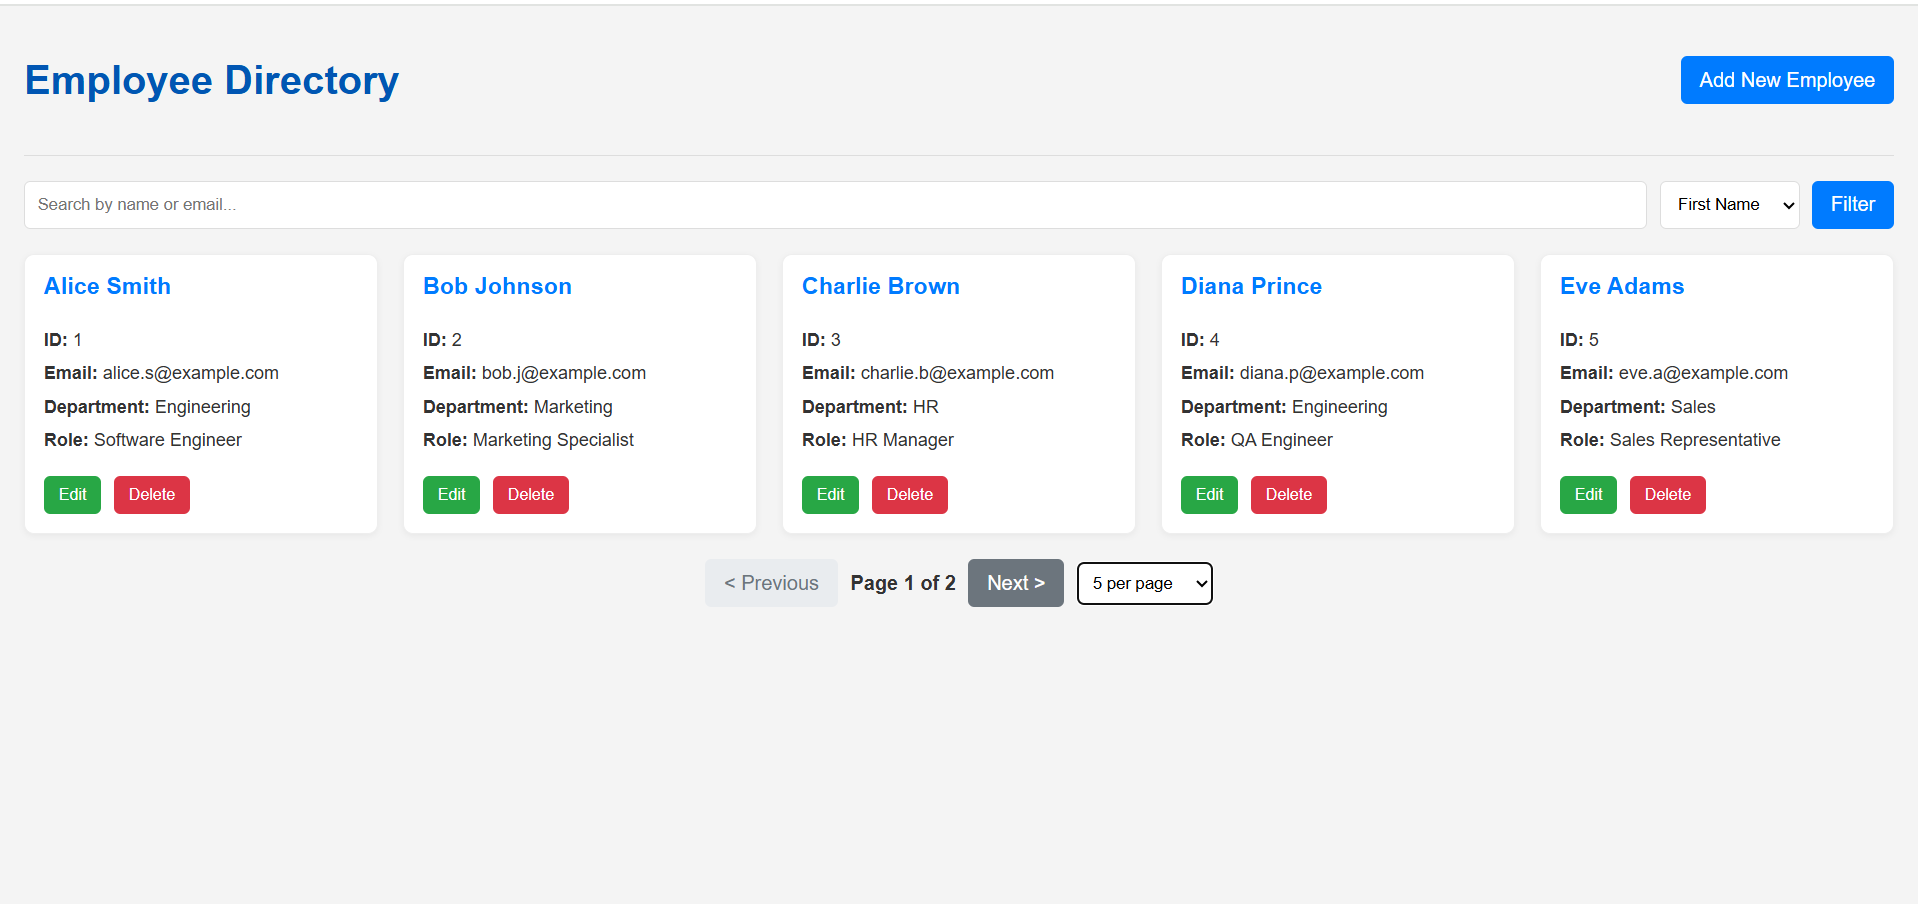 Employee Directory
Add New Employee
Search by name or email...
First Name
Filter
Alice Smith
ID: 1
Email: alice.s@example.com
Department: Engineering
Role: Software Engineer
Edit
Delete
Bob Johnson
ID: 2
Email: bob.j@example.com
Department: Marketing
Role: Marketing Specialist
Edit
Delete
Charlie Brown
ID: 3
Email: charlie.b@example.com
Department: HR
Role: HR Manager
Edit
Delete
Diana Prince
ID: 4
Email: diana.p@example.com
Department: Engineering
Role: QA Engineer
Edit
Delete
Eve Adams
ID: 5
Email: eve.a@example.com
Department: Sales
Role: Sales Representative
Edit
Delete
< Previous
Page 1 of 2
Next >
5 per page